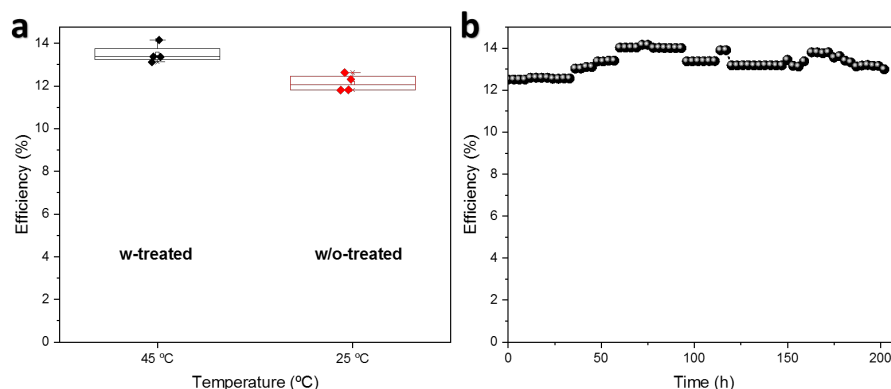 a
14
12
10
8
6
4
2
0
Efficiency (%)
w-treated
w/o-treated
45 ºC
25 ºC
Temperature (ºC)
b
14
12
10
8
6
4
2
0
Efficiency (%)
0
50
100
150
200
Time (h)